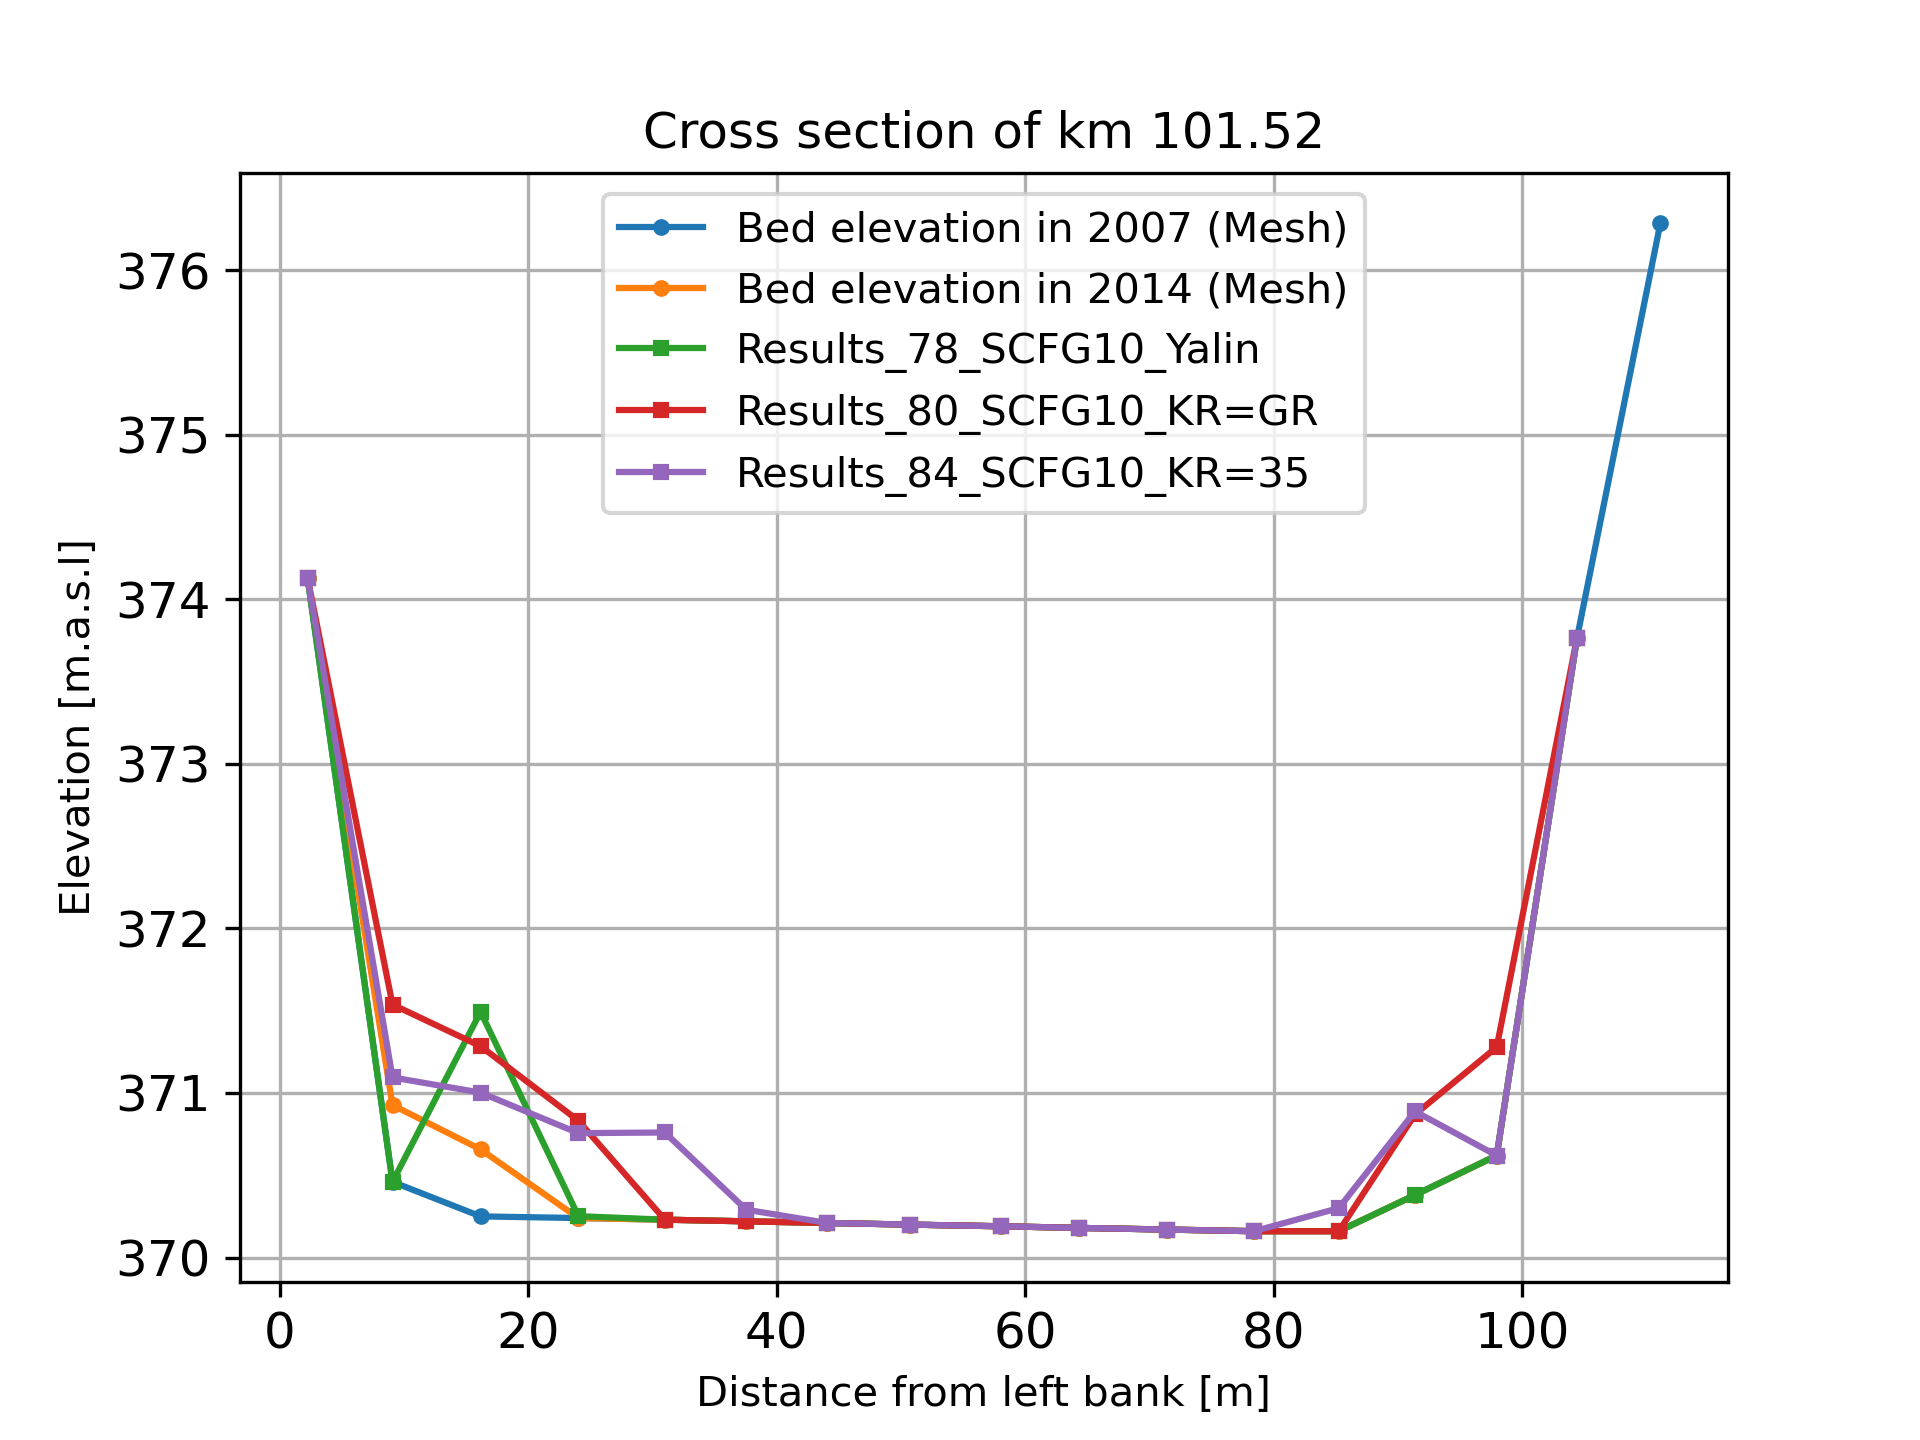 Cross section of km 101.52
Bed elevation in 2007 (Mesh)
Bed elevation in 2014 (Mesh)
Results_78_SCFG10_Yalin
Results_80_SCFG10_KR=GR
Results_84_SCFG10_KR=35
Elevation [m.a.s.l]
376
375
374
373
372
371
370
0 20 40 60 80 100
Distance from left bank [m]